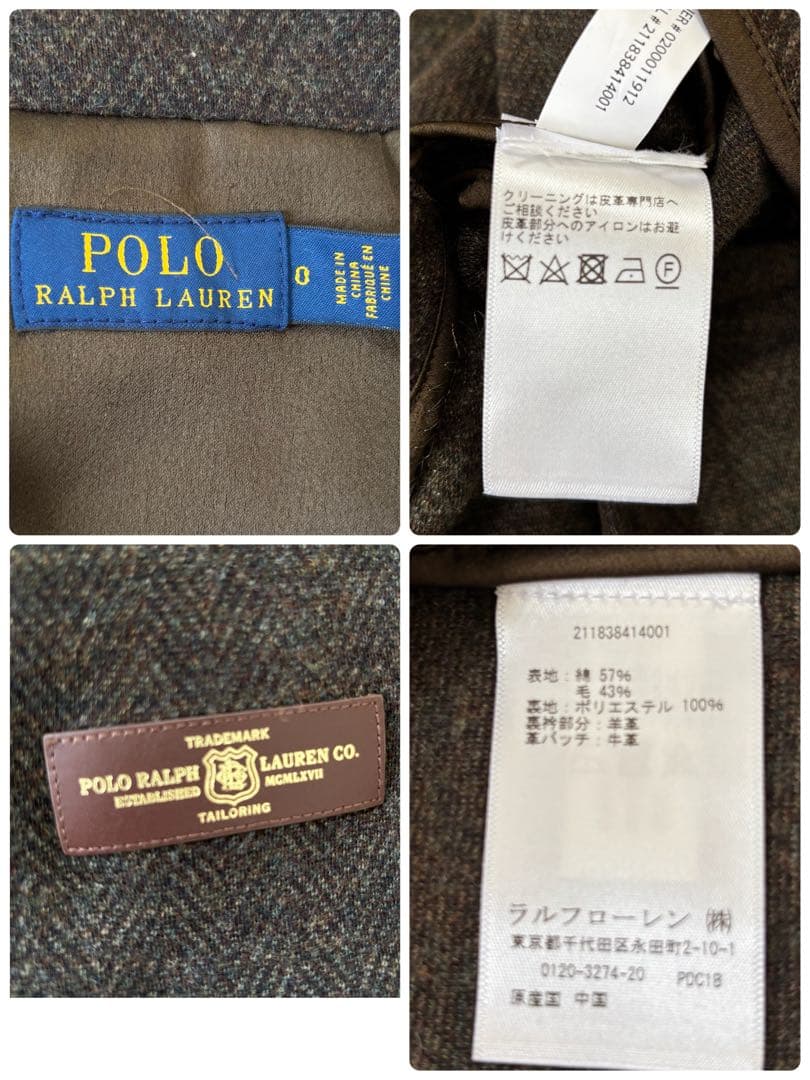 POLO
RALPH LAUREN
0
MADE IN
CHINA
FABRIQUÉ EN
CHINE
# 0200011912
# 211838414001
クリーニングは皮革専門店へ
ご相談ください
皮革部分へのアイロンはお避
けください
F
TRADEMARK
POLO RALPH LAUREN CO.
ESTABLISHED MCMLXVII
TAILORING
211838414001
表地:綿 57%
毛 43%
裏地:ポリエステル 100%
裏衿部分:羊革
革パッチ:牛革
ラルフローレン ㈱
東京都千代田区永田町2-10-1
0120-3274-20 PDC18
原産国 中国